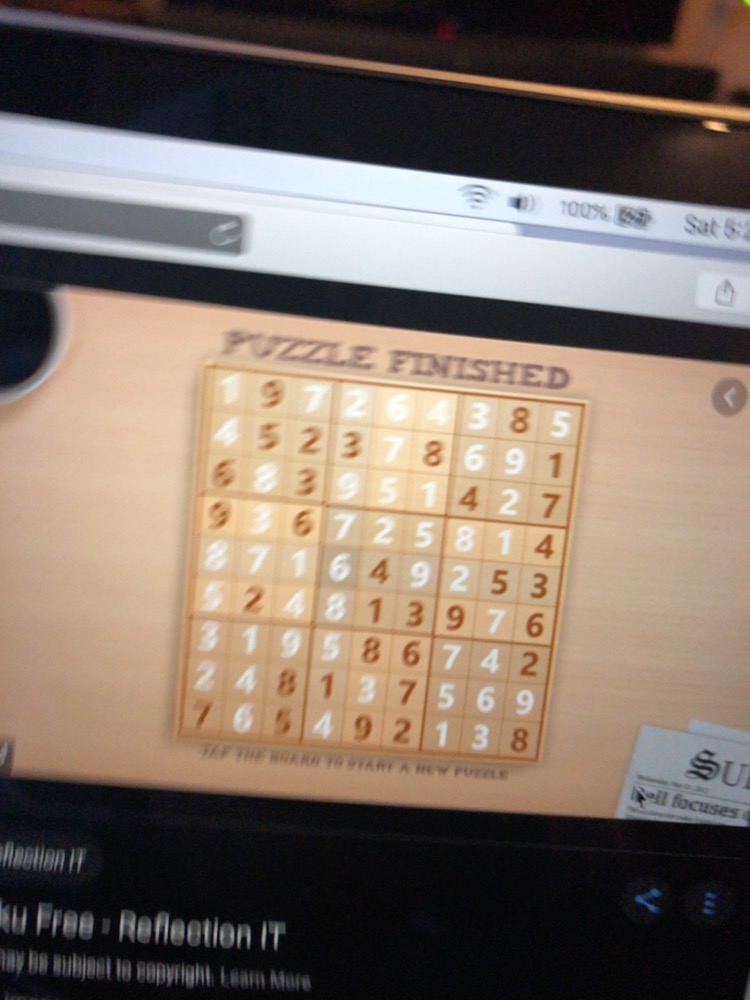 100% Sat 5:2
PUZZLE FINISHED
1 9 7 2 6 4 3 8 5
4 5 2 3 7 8 6 9 1
6 8 3 9 5 1 4 2 7
9 3 6 7 2 5 8 1 4
8 7 1 6 4 9 2 5 3
5 2 4 8 1 3 9 7 6
3 1 9 5 8 6 7 4 2
2 4 8 1 3 7 5 6 9
7 6 5 4 9 2 1 3 8
TAP THE BOARD TO START A NEW PUZZLE
SU
ell focuses
eflection IT
ku Free - Reflection IT
may be subject to copyright. Learn More